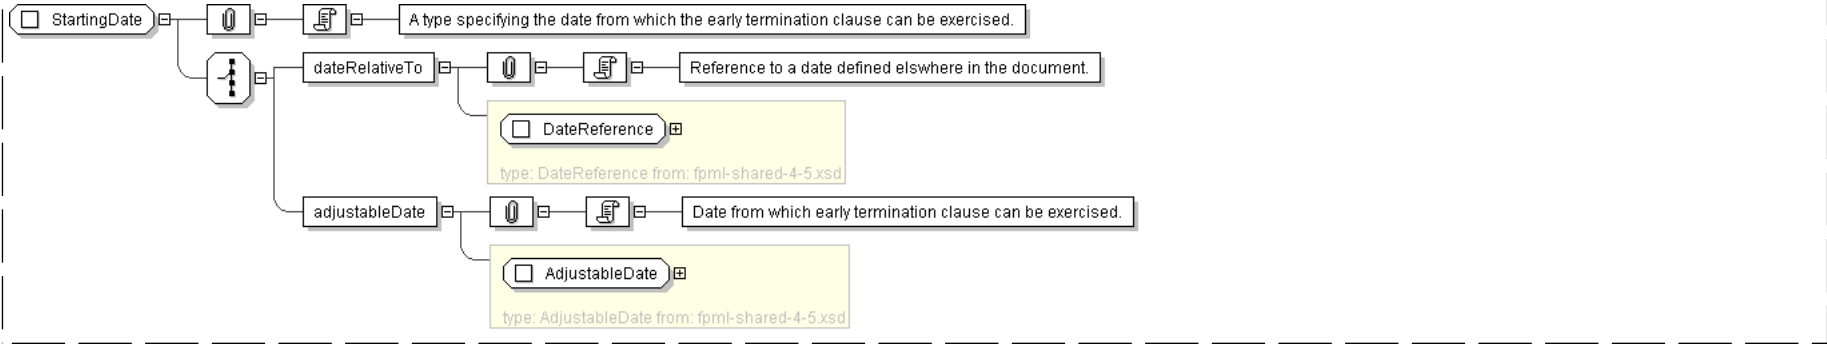 StartingDate
A type specifying the date from which the early termination clause can be exercised.
dateRelativeTo
Reference to a date defined elswhere in the document.
DateReference
type: DateReference from: fpml-shared-4-5.xsd
adjustableDate
Date from which early termination clause can be exercised.
AdjustableDate
type: AdjustableDate from: fpml-shared-4-5.xsd